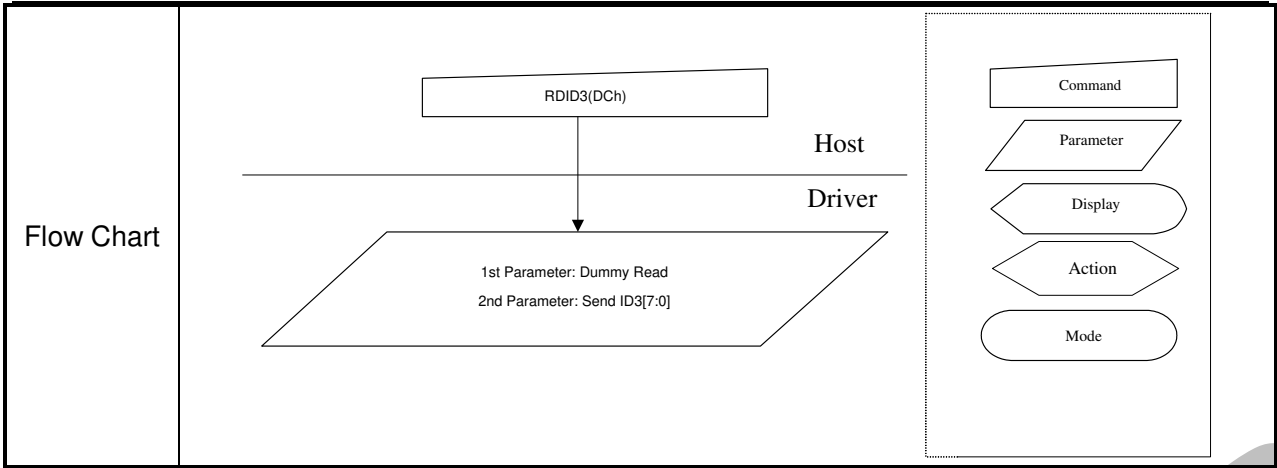 Flow Chart
RDID3(DCh)
Host
Driver
1st Parameter: Dummy Read
2nd Parameter: Send ID3[7:0]
Command
Parameter
Display
Action
Mode